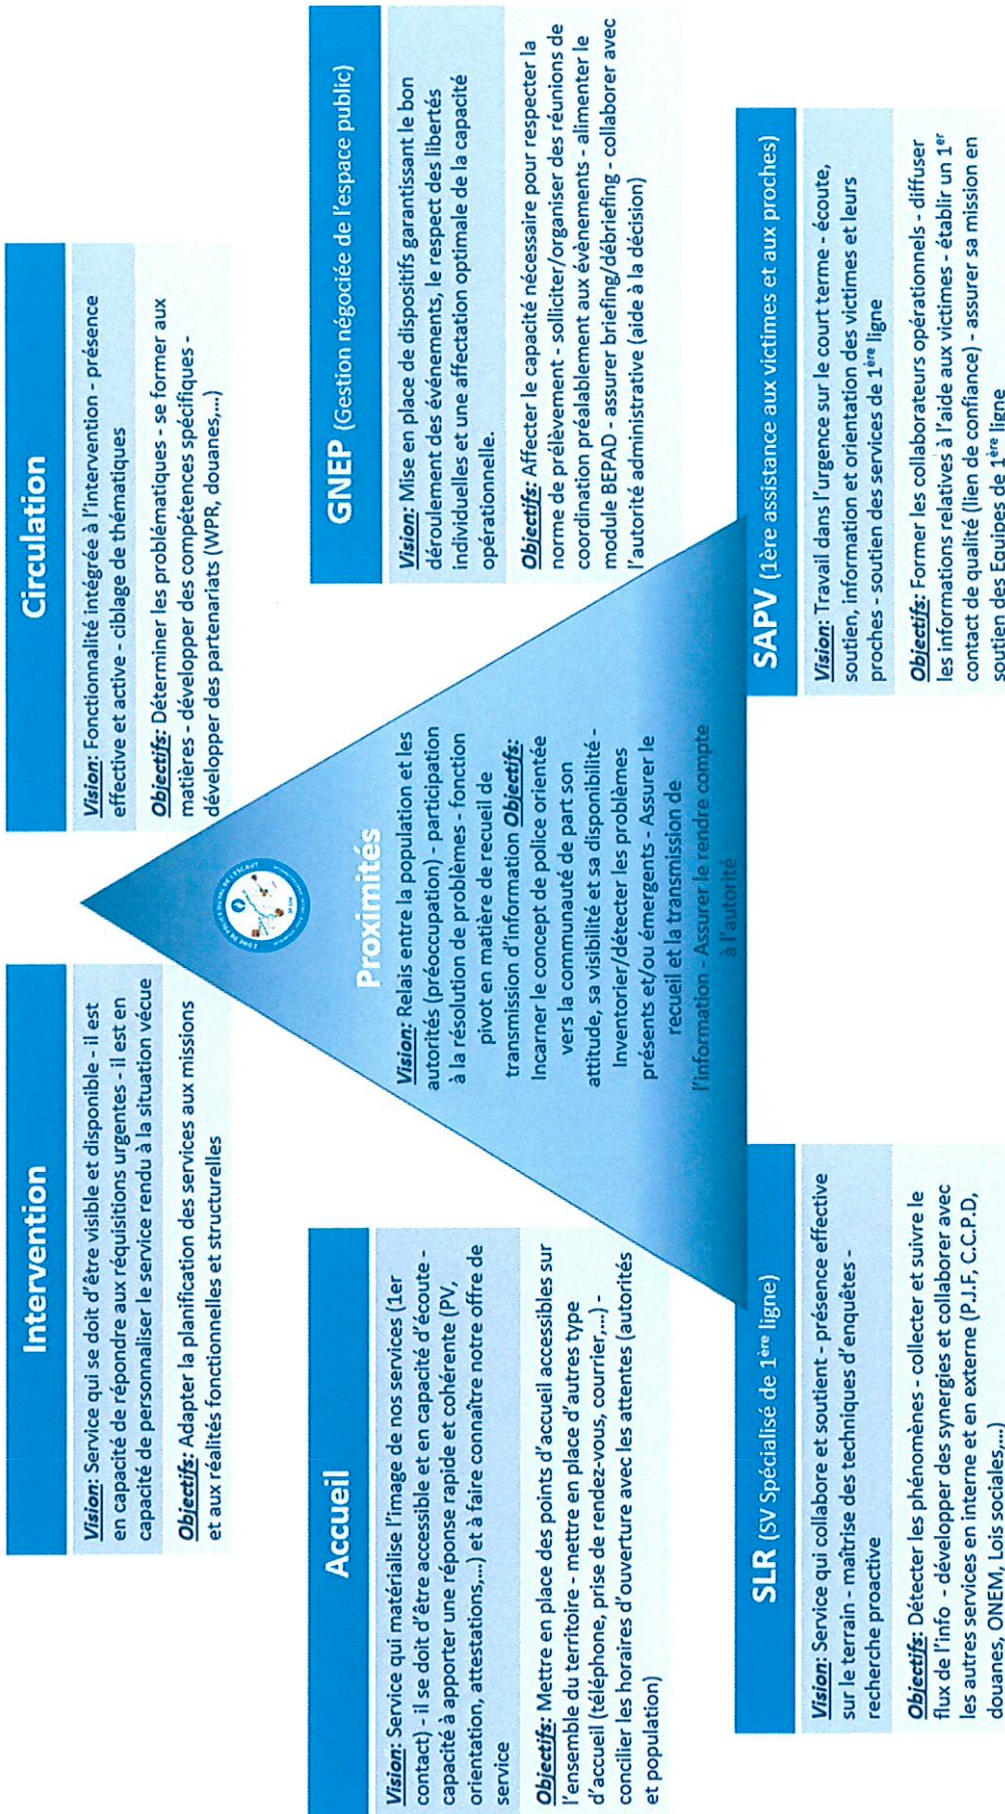 Intervention
Vision: Service qui se doit d'être visible et disponible - il est
en capacité de répondre aux réquisitions urgentes - il est en
capacité de personnaliser le service rendu à la situation vécue
Objectifs: Adapter la planification des services aux missions
et aux réalités fonctionnelles et structurelles
Circulation
Vision: Fonctionnalité intégrée à l'intervention - présence
effective et active - ciblage de thématiques
Objectifs: Déterminer les problématiques - se former aux
matières - développer des compétences spécifiques -
développer des partenariats (WPR, douanes,...)
Accueil
Vision: Service qui matérialise l'image de nos services (1er
contact) - il se doit d'être accessible et en capacité d'écoute -
capacité à apporter une réponse rapide et cohérente (PV,
orientation, attestations,...) et à faire connaître notre offre de
service
Objectifs: Mettre en place des points d'accueil accessibles sur
l'ensemble du territoire - mettre en place d'autres type
d'accueil (téléphone, prise de rendez-vous, courrier,...) -
concilier les horaires d'ouverture avec les attentes (autorités
et population)
ZONE DE POLICE DU VAL DE L'ESCAUT
Proximités
Vision: Relais entre la population et les
autorités (préoccupation) - participation
à la résolution de problèmes - fonction
pivot en matière de recueil de
transmission d'information Objectifs:
Incarner le concept de police orientée
vers la communauté de part son
attitude, sa visibilité et sa disponibilité -
Inventorier/détecter les problèmes
présents et/ou émergents - Assurer le
recueil et la transmission de
l'information - Assurer le rendre compte
à l'autorité
GNEP (Gestion négociée de l'espace public)
Vision: Mise en place de dispositifs garantissant le bon
déroulement des événements, le respect des libertés
individuelles et une affectation optimale de la capacité
opérationnelle.
Objectifs: Affecter le capacité nécessaire pour respecter la
norme de prélèvement - solliciter/organiser des réunions de
coordination préalablement aux évènements - alimenter le
module BEPAD - assurer briefing/débriefing - collaborer avec
l'autorité administrative (aide à la décision)
SLR (SV Spécialisé de 1ère ligne)
Vision: Service qui collabore et soutient - présence effective
sur le terrain - maîtrise des techniques d'enquêtes -
recherche proactive
Objectifs: Détecter les phénomènes - collecter et suivre le
flux de l'info - développer des synergies et collaborer avec
les autres services en interne et en externe (P.J.F, C.C.P.D,
douanes, ONEM, Lois sociales,...)
SAPV (1ère assistance aux victimes et aux proches)
Vision: Travail dans l'urgence sur le court terme - écoute,
soutien, information et orientation des victimes et leurs
proches - soutien des services de 1ère ligne
Objectifs: Former les collaborateurs opérationnels - diffuser
les informations relatives à l'aide aux victimes - établir un 1er
contact de qualité (lien de confiance) - assurer sa mission en
soutien des Equipes de 1ère ligne